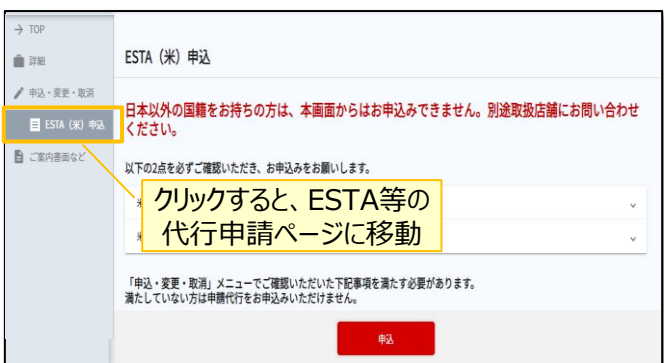 TOP
詳細
申込・変更・取消
ESTA（米）申込
ご案内書面など
ESTA（米）申込
日本以外の国籍をお持ちの方は、本画面からはお申込みできません。別途取扱店舗にお問い合わせ
ください。
以下の2点を必ずご確認いただき、お申込みをお願いします。
クリックすると、ESTA等の
代行申請ページに移動
「申込・変更・取消」メニューでご確認いただいた下記事項を満たす必要があります。
満たしていない方は申請代行をお申込みいただけません。
申込